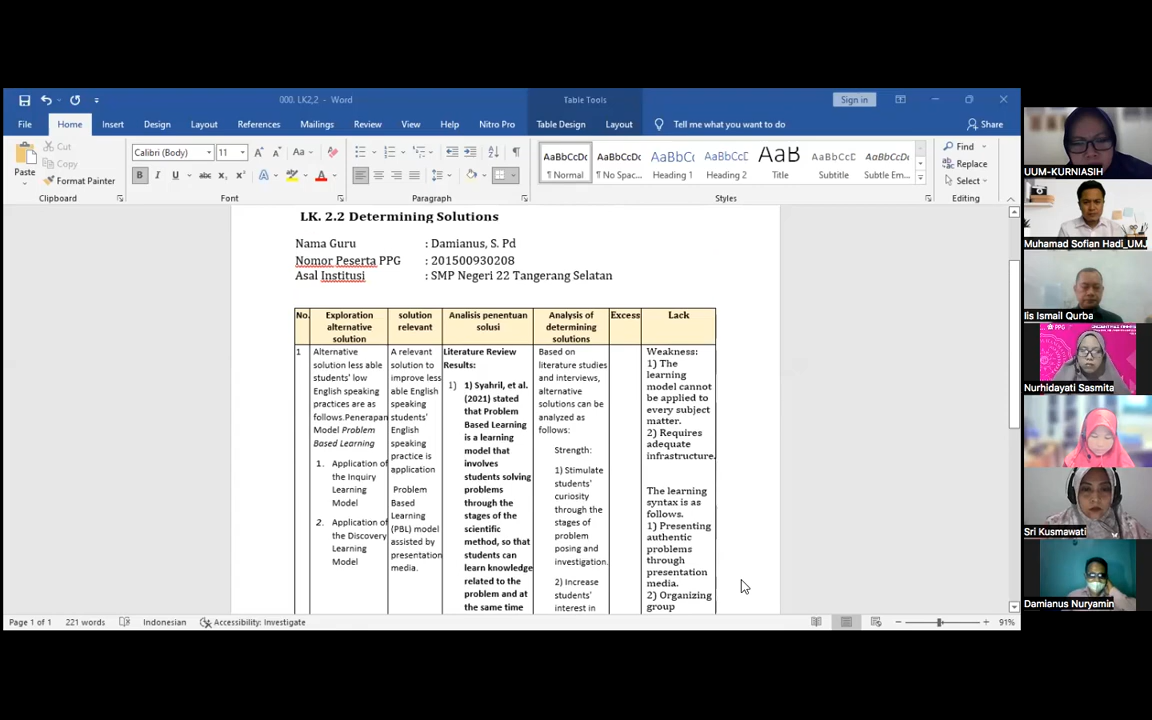 000. LK2,2 - Word
Table Tools
Sign in
File Home Insert Design Layout References Mailings Review View Help Nitro Pro Table Design Layout Tell me what you want to do Share
Paste
Cut
Copy
Format Painter
Clipboard
Calibri (Body) 11
Font
Paragraph
AaBbCcDc AaBbCcDc AaBbCc AaBbCcC AaB AaBbCcD AaBbCcDc
¶ Normal ¶ No Spac... Heading 1 Heading 2 Title Subtitle Subtle Em...
Styles
Find
Replace
Select
Editing
LK. 2.2 Determining Solutions
Nama Guru : Damianus, S. Pd
Nomor Peserta PPG : 201500930208
Asal Institusi : SMP Negeri 22 Tangerang Selatan
No.
Exploration
alternative
solution
solution
relevant
Analisis penentuan
solusi
Analysis of
determining
solutions
Excess
Lack
1
Alternative
solution less able
students' low
English speaking
practices are as
follows.Penerapan
Model Problem
Based Learning
1. Application of
the Inquiry
Learning
Model
2. Application of
the Discovery
Learning
Model
A relevant
solution to
improve less
able English
speaking
students'
English
speaking
practice is
application
Problem
Based
Learning
(PBL) model
assisted by
presentation
media.
Literature Review
Results:
1) 1) Syahril, et al.
(2021) stated
that Problem
Based Learning
is a learning
model that
involves
students solving
problems
through the
stages of the
scientific
method, so that
students can
learn knowledge
related to the
problem and at
the same time
Based on
literature studies
and interviews,
alternative
solutions can be
analyzed as
follows:
Strength:
1) Stimulate
students'
curiosity
through the
stages of
problem
posing and
investigation.
2) Increase
students'
interest in
Weakness:
1) The
learning
model cannot
be applied to
every subject
matter.
2) Requires
adequate
infrastructure.
The learning
syntax is as
follows.
1) Presenting
authentic
problems
through
presentation
media.
2) Organizing
group
Page 1 of 1 221 words Indonesian Accessibility: Investigate 91%
UUM-KURNIASIH
Muhamad Sofian Hadi_UMJ
Iis Ismail Qurba
Nurhidayati Sasmita
Sri Kusmawati
Damianus Nuryamin